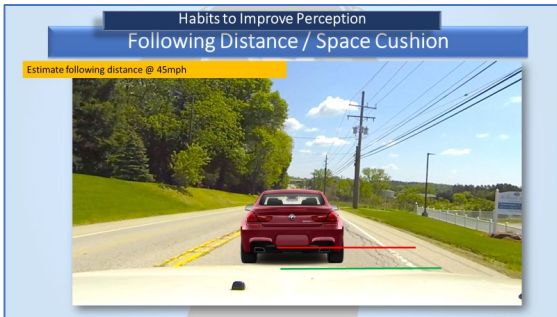 Habits to Improve Perception
Following Distance / Space Cushion
Estimate following distance @ 45mph